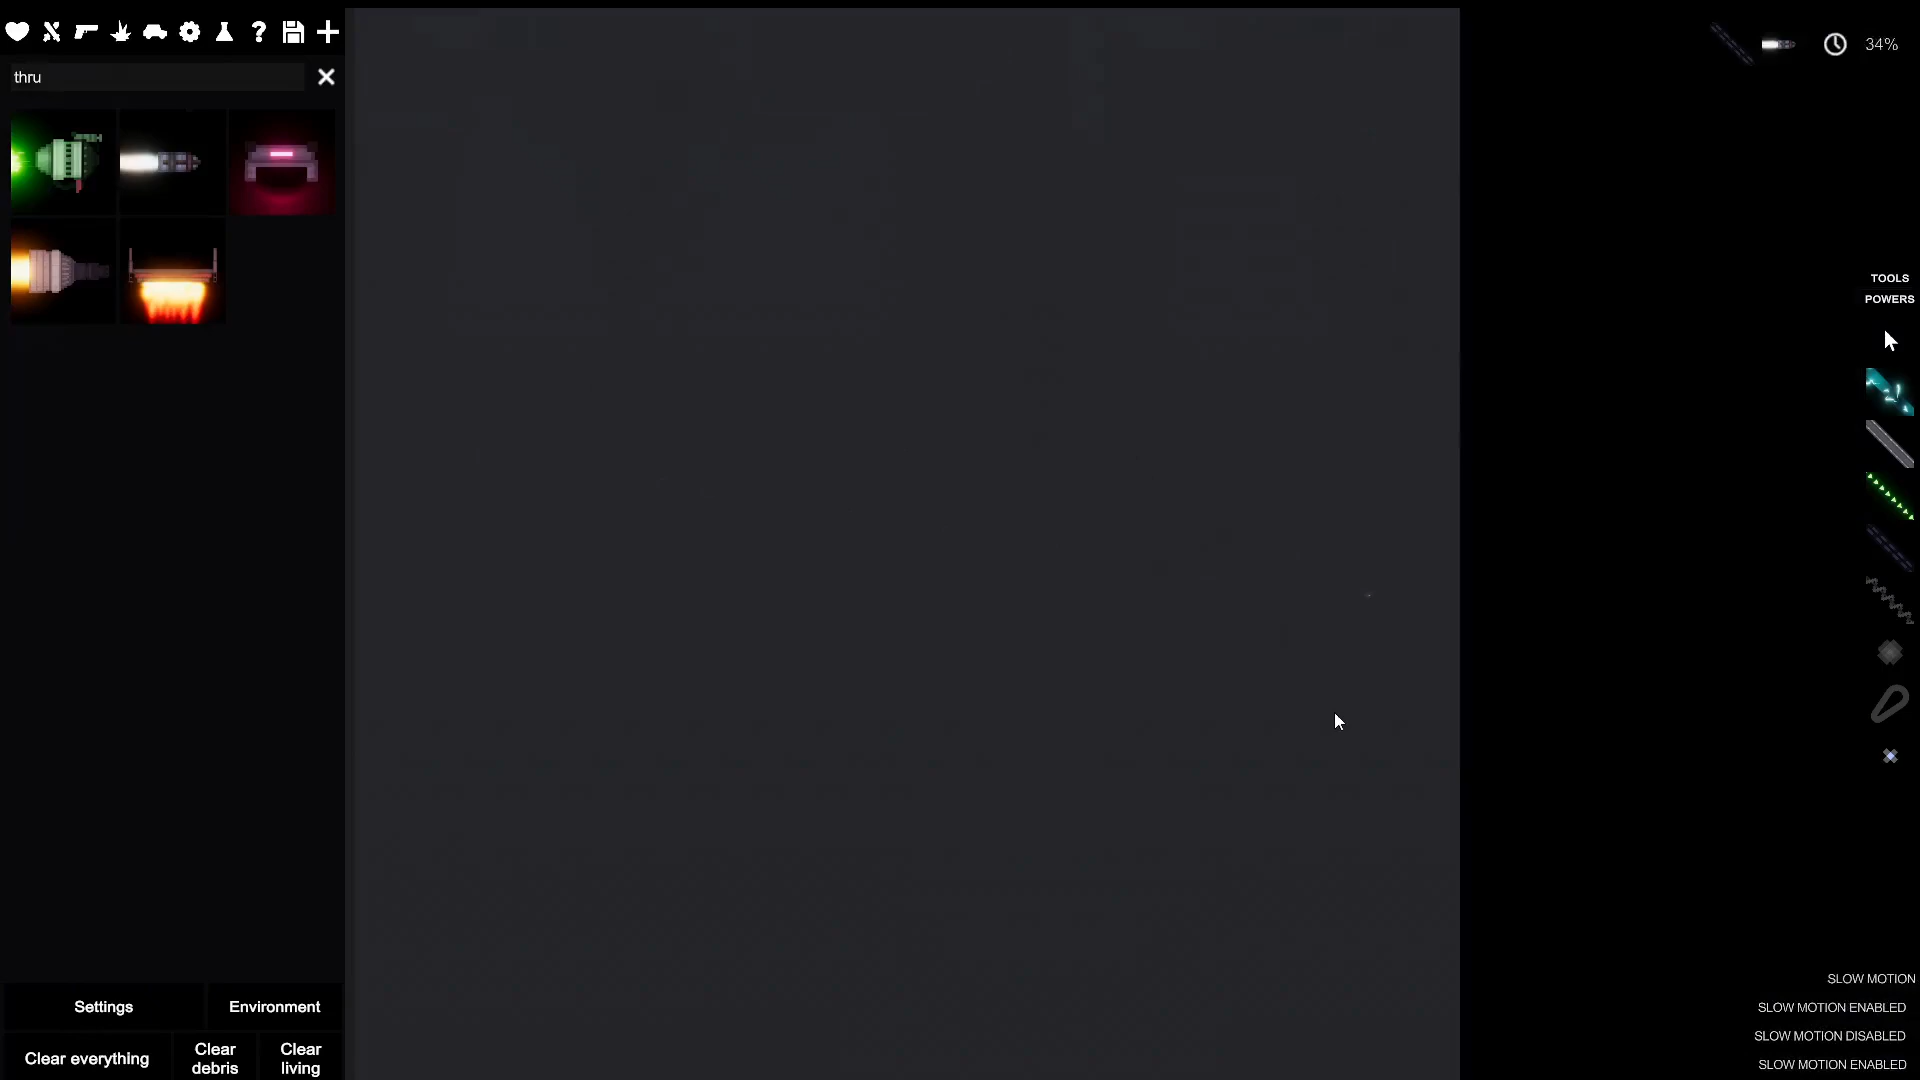 thru
34%
TOOLS
POWERS
SLOW MOTION
SLOW MOTION ENABLED
SLOW MOTION DISABLED
SLOW MOTION ENABLED
Settings
Environment
Clear everything
Clear
debris
Clear
living